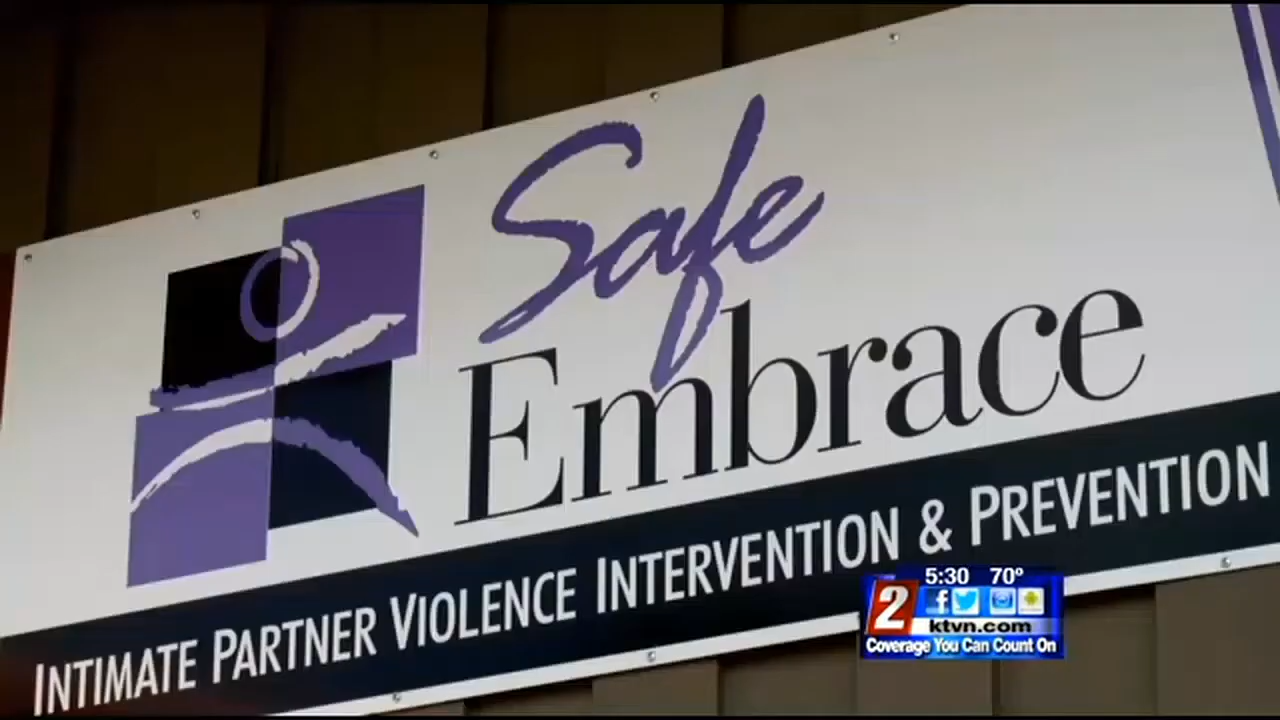 Safe
Embrace
INTIMATE PARTNER VIOLENCE INTERVENTION & PREVENTION
5:30 70°
2
f
ktvn.com
Coverage You Can Count On